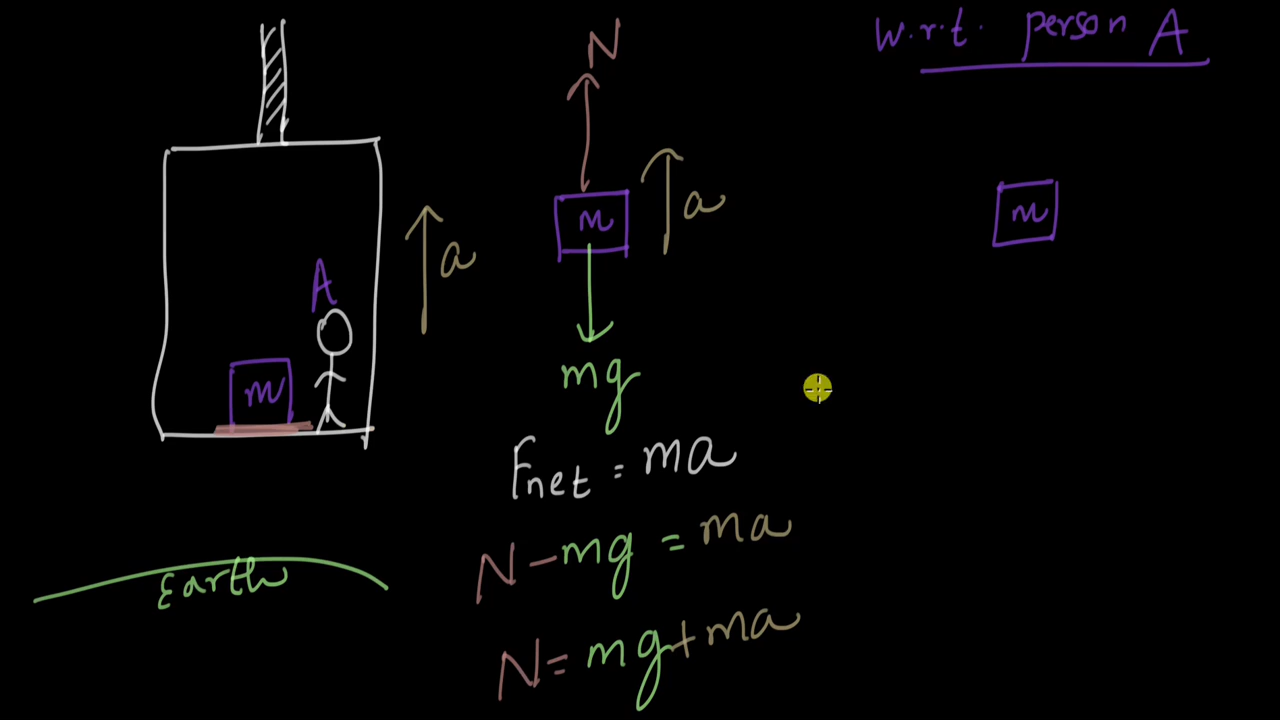 w.r.t. person A
N
m
a
m
a
A
mg
m
Fnet = ma
N - mg = ma
Earth
N = mg + ma